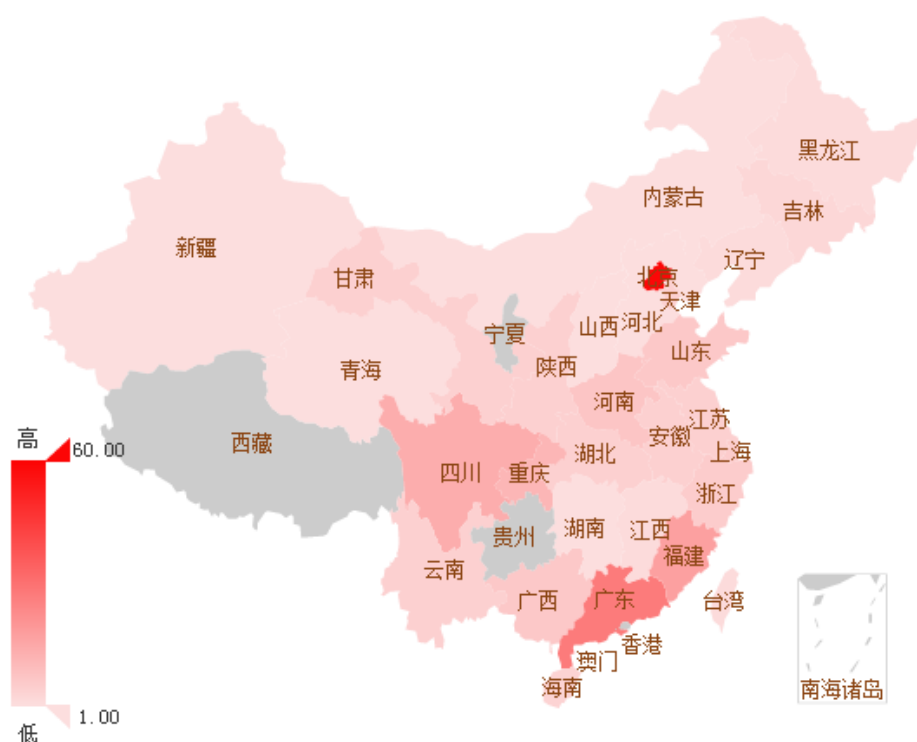 黑龙江
内蒙古
吉林
新疆
辽宁
甘肃
北京
天津
宁夏
山西
河北
陕西
山东
青海
河南
江苏
安徽
高
60.00
西藏
湖北
上海
四川
重庆
浙江
贵州
湖南
江西
福建
云南
广西
广东
台湾
香港
澳门
海南
南海诸岛
1.00
低